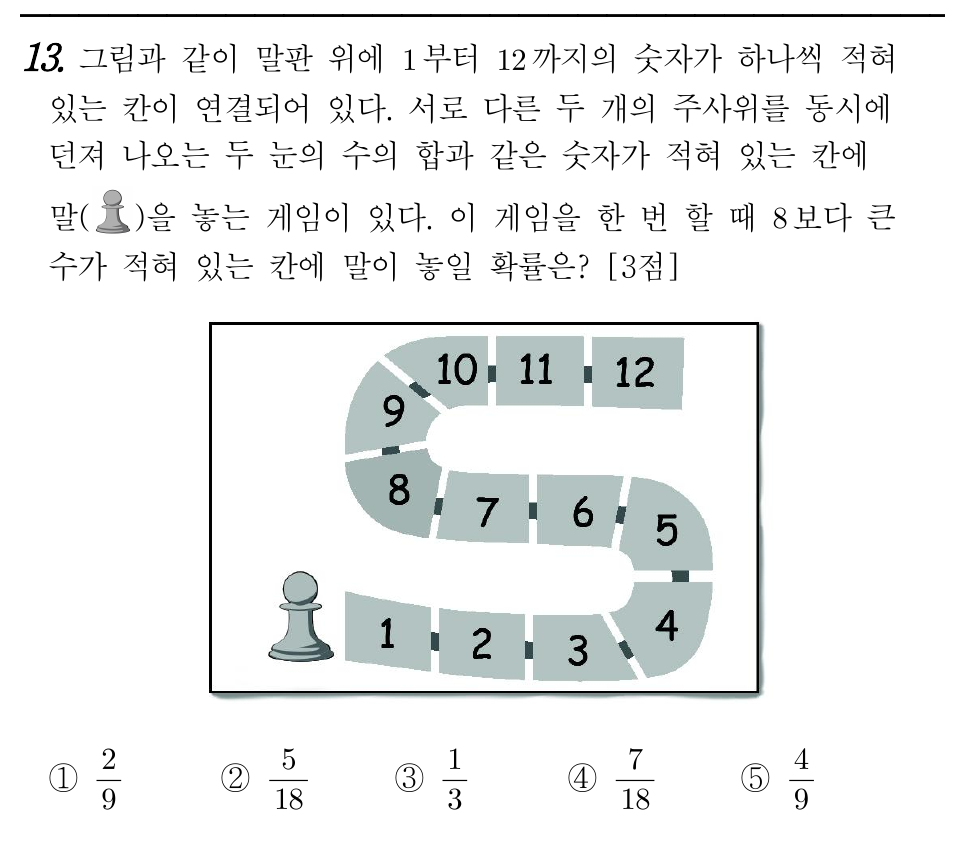 13. 그림과 같이 말판 위에 1부터 12까지의 숫자가 하나씩 적혀
있는 칸이 연결되어 있다. 서로 다른 두 개의 주사위를 동시에
던져 나오는 두 눈의 수의 합과 같은 숫자가 적혀 있는 칸에
말( )을 놓는 게임이 있다. 이 게임을 한 번 할 때 8보다 큰
수가 적혀 있는 칸에 말이 놓일 확률은? [3점]
10 11 12
9
8 7 6 5
1 2 3 4
① 2/9 ② 5/18 ③ 1/3 ④ 7/18 ⑤ 4/9